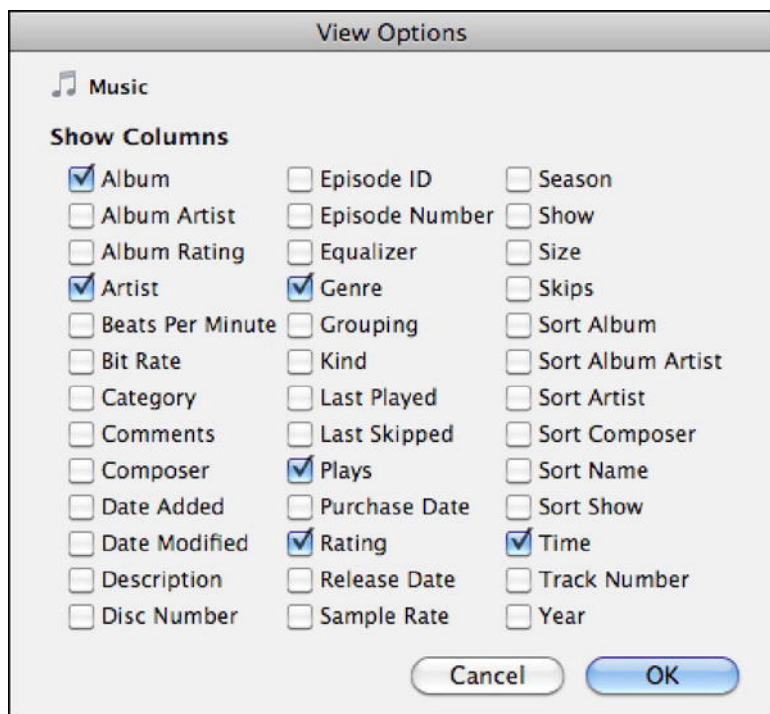 View Options
Music
Show Columns
Album
Album Artist
Album Rating
Artist
Beats Per Minute
Bit Rate
Category
Comments
Composer
Date Added
Date Modified
Description
Disc Number
Episode ID
Episode Number
Equalizer
Genre
Grouping
Kind
Last Played
Last Skipped
Plays
Purchase Date
Rating
Release Date
Sample Rate
Season
Show
Size
Skips
Sort Album
Sort Album Artist
Sort Artist
Sort Composer
Sort Name
Sort Show
Time
Track Number
Year
Cancel
OK